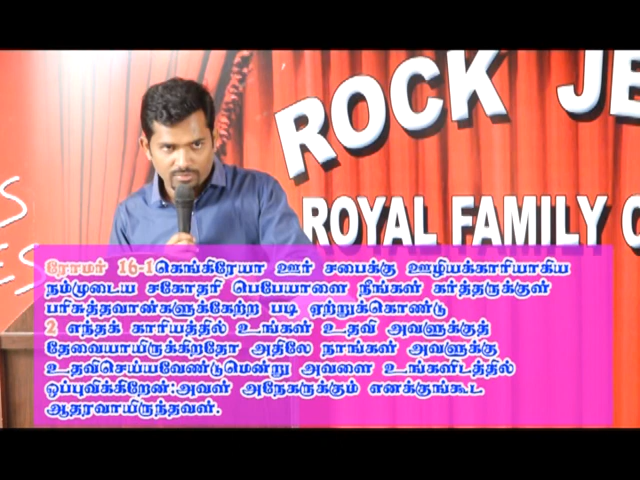 ROCK JE
ROYAL FAMILY C
S
ES
ரோமர் 16-1கெங்கிரேயா ஊர் சபைக்கு ஊழியக்காரியாகிய
நம்முடைய சகோதரி பெபேயாளை நீங்கள் கர்த்தருக்குள்
பரிசுத்தவான்களுக்கேற்ற படி ஏற்றுக்கொண்டு
2 எந்தக் காரியத்தில் உங்கள் உதவி அவளுக்குத்
தேவையாயிருக்கிறதோ அதிலே நாங்கள் அவளுக்கு
உதவிசெய்யவேண்டுமென்று அவளை உங்களிடத்தில்
ஒப்புவிக்கிறேன்:அவள் அநேகருக்கும் எனக்குங்கூட
ஆதரவாயிருந்தவள்.